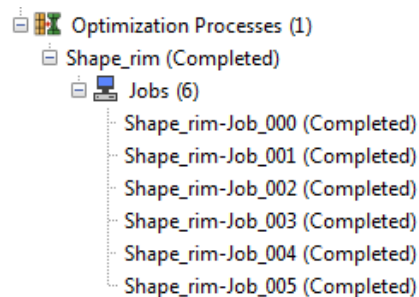 Optimization Processes (1)
Shape_rim (Completed)
Jobs (6)
Shape_rim-Job_000 (Completed)
Shape_rim-Job_001 (Completed)
Shape_rim-Job_002 (Completed)
Shape_rim-Job_003 (Completed)
Shape_rim-Job_004 (Completed)
Shape_rim-Job_005 (Completed)